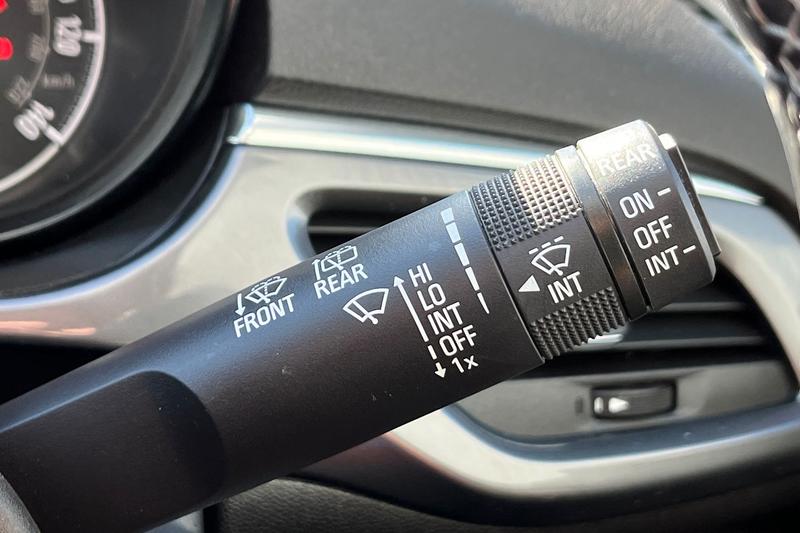 120
140
km/h
FRONT
REAR
HI
LO
INT
OFF
1x
INT
REAR
ON
OFF
INT